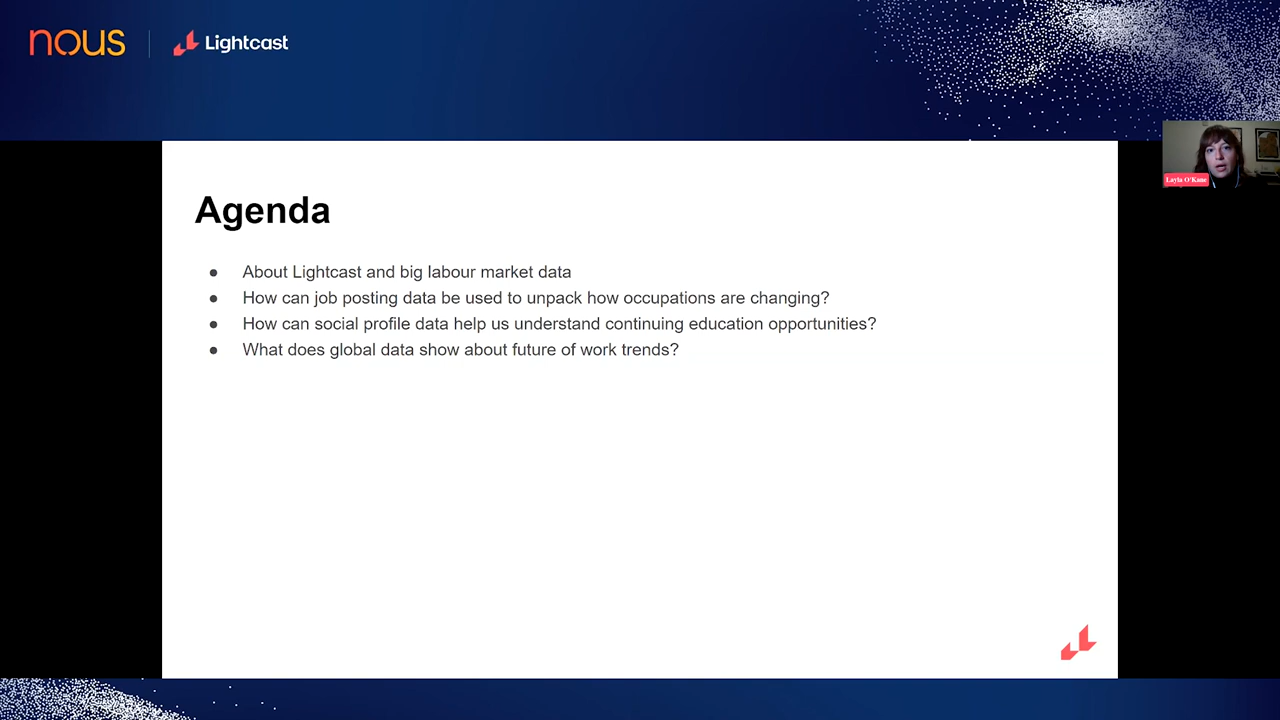 nous
Lightcast
Layla O'Kane
Agenda
● About Lightcast and big labour market data
● How can job posting data be used to unpack how occupations are changing?
● How can social profile data help us understand continuing education opportunities?
● What does global data show about future of work trends?